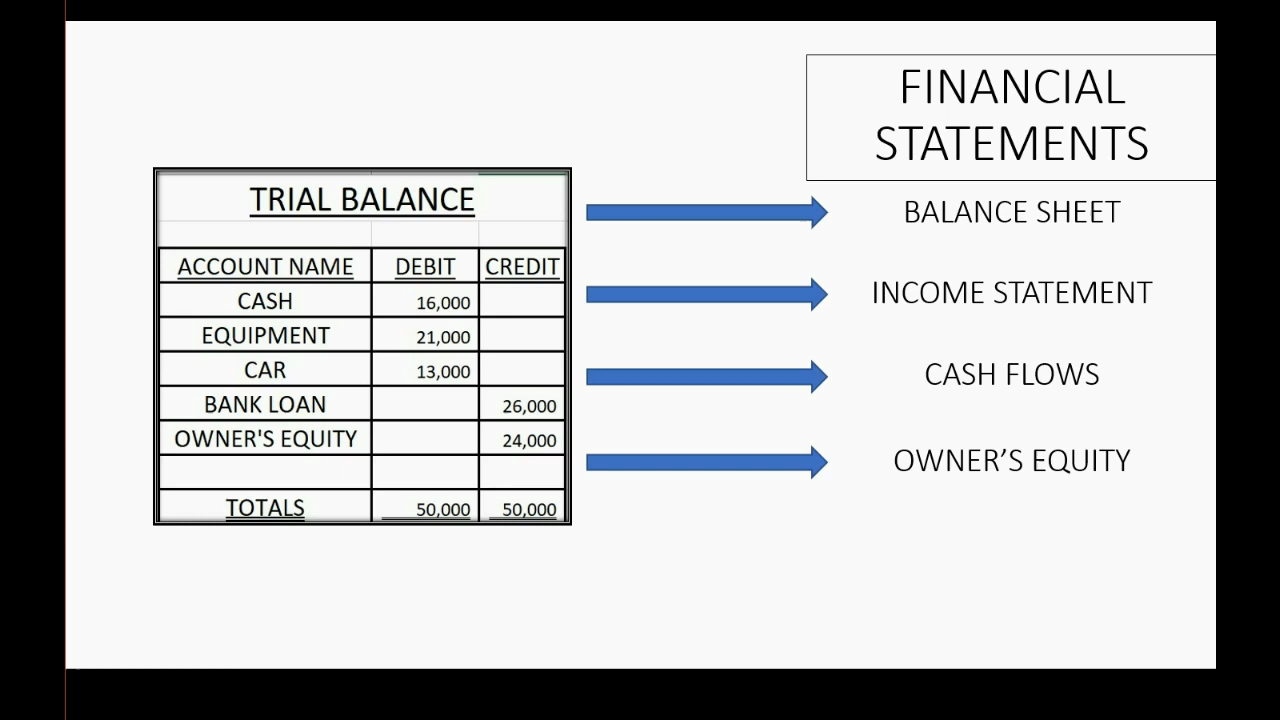 FINANCIAL
STATEMENTS
TRIAL BALANCE
ACCOUNT NAME DEBIT CREDIT
CASH 16,000
EQUIPMENT 21,000
CAR 13,000
BANK LOAN 26,000
OWNER'S EQUITY 24,000
TOTALS 50,000 50,000
BALANCE SHEET
INCOME STATEMENT
CASH FLOWS
OWNER’S EQUITY